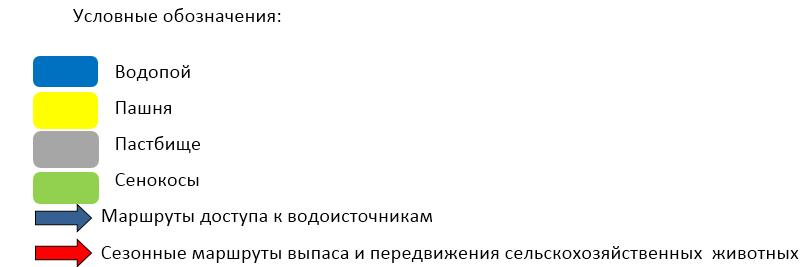 Условные обозначения:
Водопой
Пашня
Пастбище
Сенокосы
Маршруты доступа к водоисточникам
Сезонные маршруты выпаса и передвижения сельскохозяйственных животных